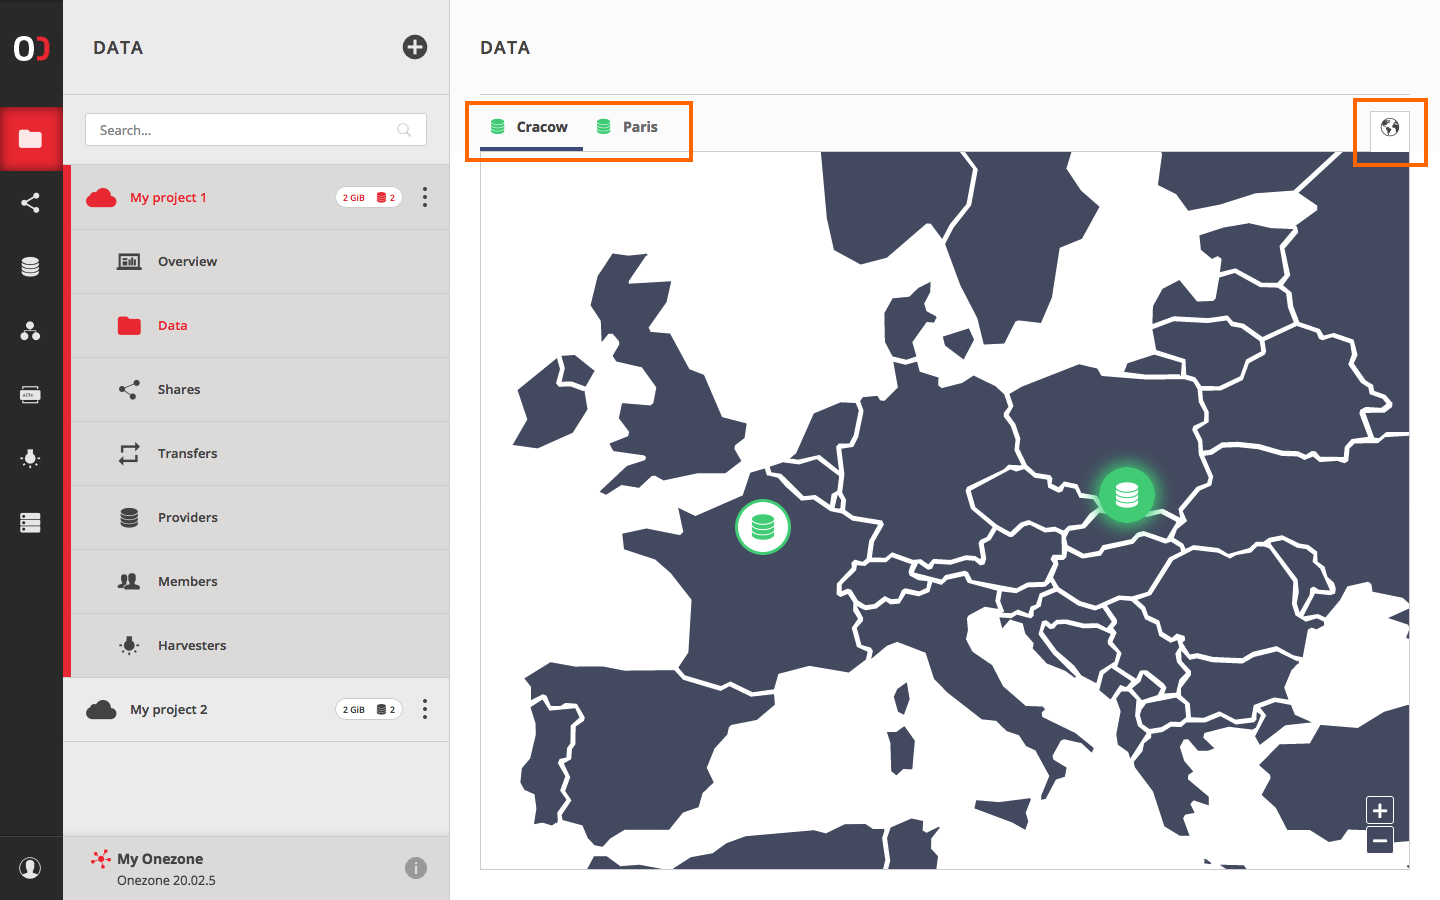 DATA
Search...
My project 1
2 GiB 2
Overview
Data
Shares
Transfers
Providers
Members
Harvesters
My project 2
2 GiB 2
My Onezone
Onezone 20.02.5
DATA
Cracow Paris